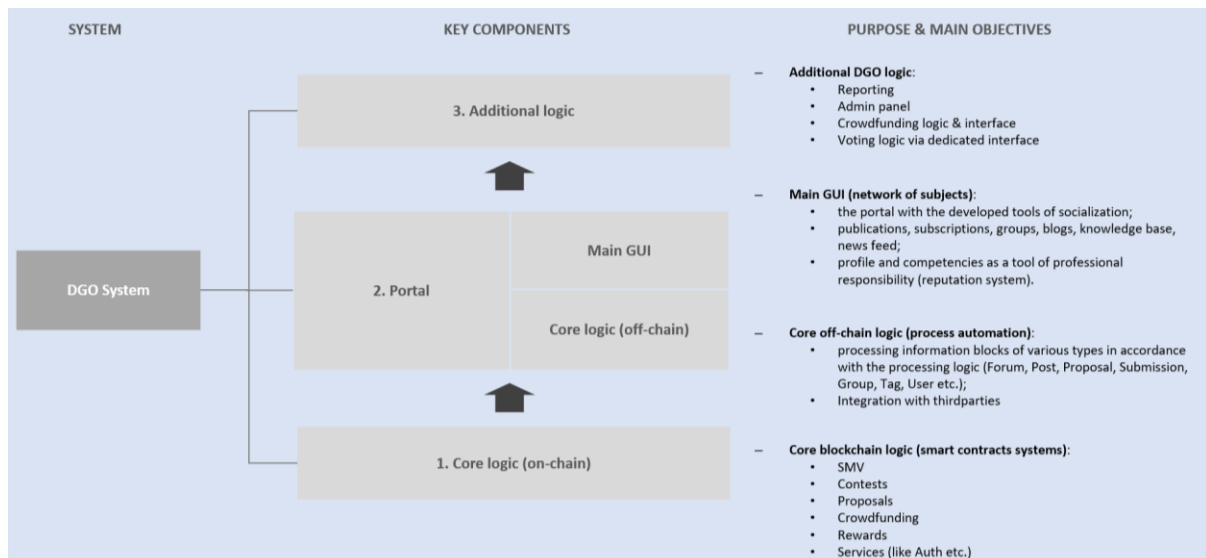 SYSTEM
KEY COMPONENTS
PURPOSE & MAIN OBJECTIVES
DGO System
3. Additional logic
2. Portal
Main GUI
Core logic (off-chain)
1. Core logic (on-chain)
– Additional DGO logic:
• Reporting
• Admin panel
• Crowdfunding logic & interface
• Voting logic via dedicated interface
– Main GUI (network of subjects):
• the portal with the developed tools of socialization;
• publications, subscriptions, groups, blogs, knowledge base,
news feed;
• profile and competencies as a tool of professional
responsibility (reputation system).
– Core off-chain logic (process automation):
• processing information blocks of various types in accordance
with the processing logic (Forum, Post, Proposal, Submission,
Group, Tag, User etc.);
• Integration with thirdparties
– Core blockchain logic (smart contracts systems):
• SMV
• Contests
• Proposals
• Crowdfunding
• Rewards
• Services (like Auth etc.)